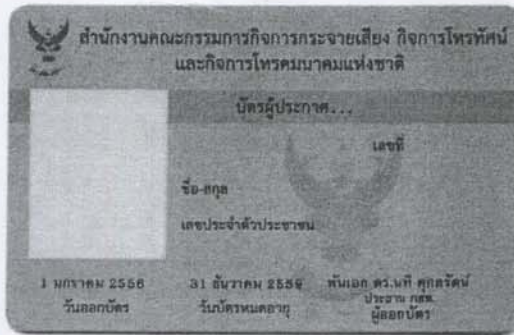 สำนักงานคณะกรรมการกิจการกระจายเสียง กิจการโทรทัศน์
และกิจการโทรคมนาคมแห่งชาติ
บัตรผู้ประกาศ...
เลขที่
ชื่อ-สกุล
เลขประจำตัวประชาชน
1 มกราคม 2556 31 ธันวาคม 2559 พันเอก ดร.นที ศุกลรัตน์
ประธาน กสท.
วันออกบัตร วันบัตรหมดอายุ ผู้ออกบัตร